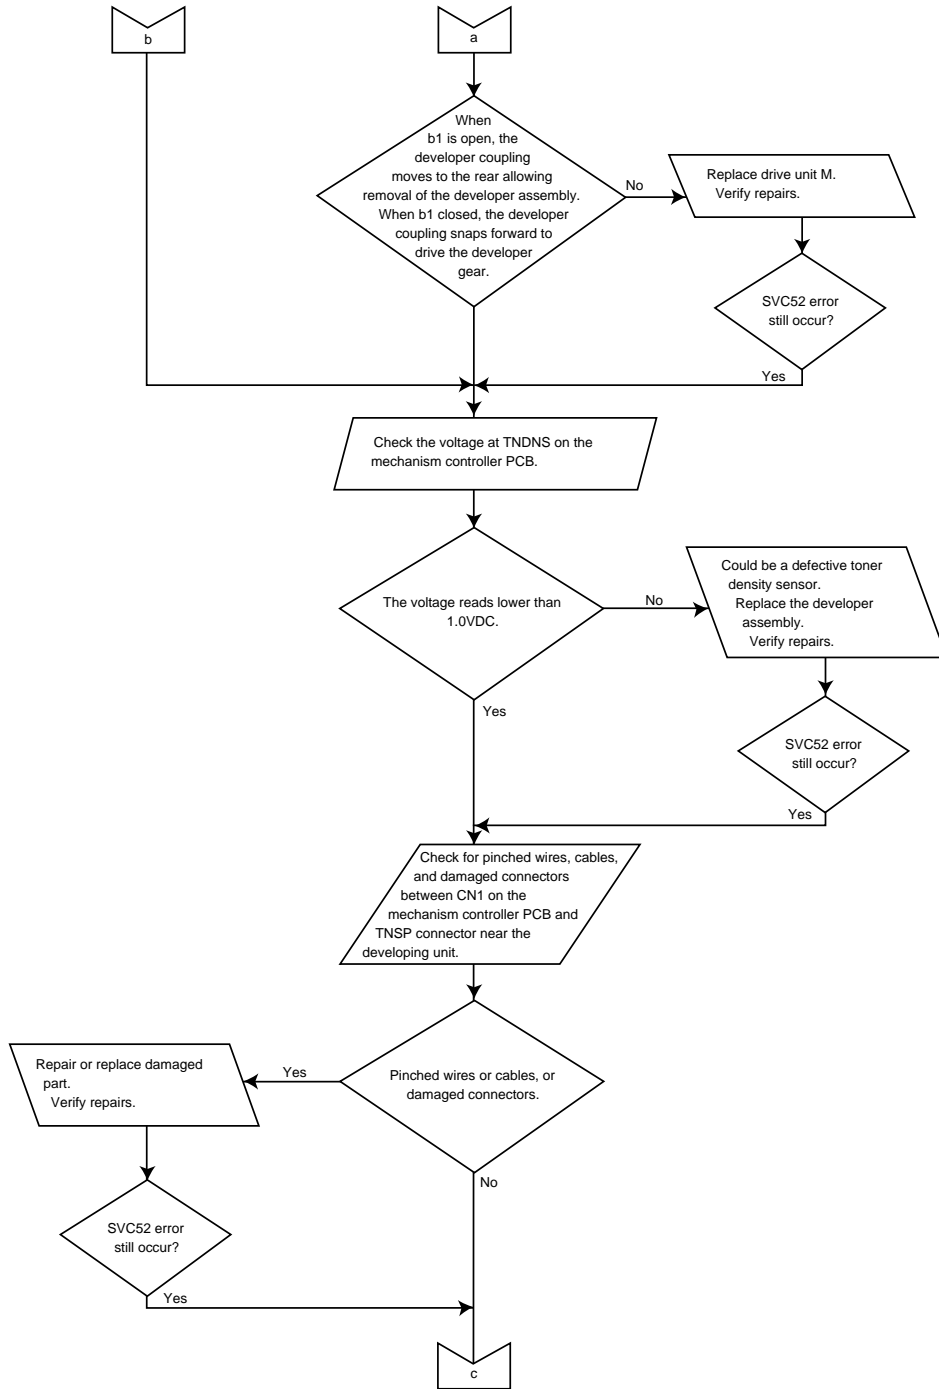 b
a
When
b1 is open, the
developer coupling
moves to the rear allowing
removal of the developer assembly.
When b1 closed, the developer
coupling snaps forward to
drive the developer
gear.
No
Replace drive unit M.
Verify repairs.
SVC52 error
still occur?
Yes
Check the voltage at TNDNS on the
mechanism controller PCB.
The voltage reads lower than
1.0VDC.
No
Could be a defective toner
density sensor.
Replace the developer
assembly.
Verify repairs.
Yes
SVC52 error
still occur?
Yes
Check for pinched wires, cables,
and damaged connectors
between CN1 on the
mechanism controller PCB and
TNSP connector near the
developing unit.
Pinched wires or cables, or
damaged connectors.
Yes
Repair or replace damaged
part.
Verify repairs.
No
SVC52 error
still occur?
Yes
c